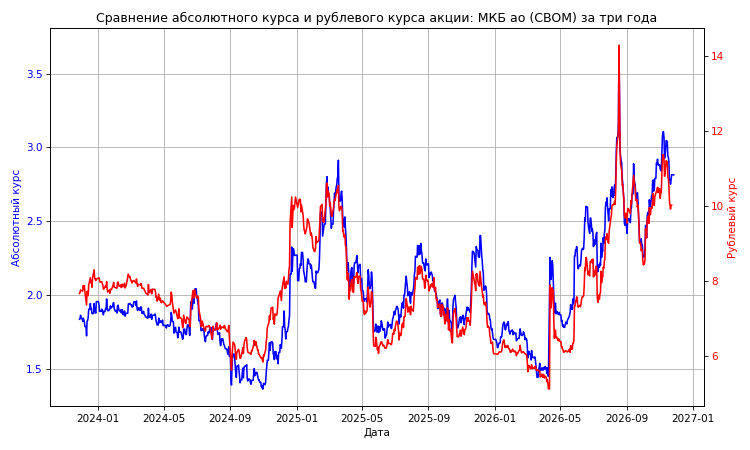 Сравнение абсолютного курса и рублевого курса акции: МКБ ао (CBOM) за три года
Абсолютный курс
3.5
3.0
2.5
2.0
1.5
14
12
10
8
6
Рублевый курс
2024-01 2024-05 2024-09 2025-01 2025-05 2025-09 2026-01 2026-05 2026-09 2027-01
Дата